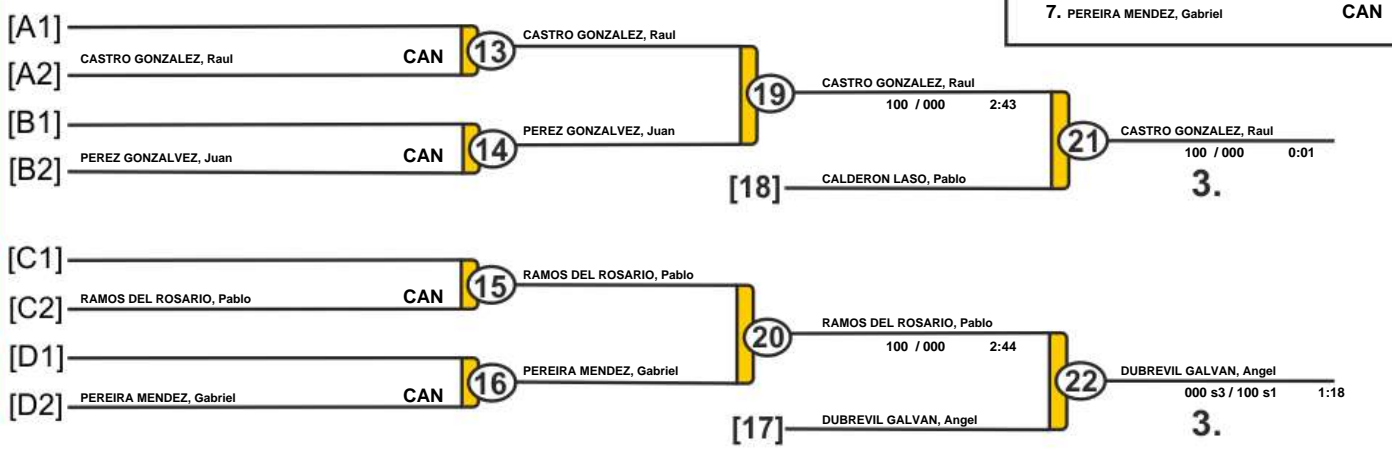 7. PEREIRA MENDEZ, Gabriel CAN
[A1]
CASTRO GONZALEZ, Raul CAN
[A2]
13
CASTRO GONZALEZ, Raul
[B1]
PEREZ GONZALVEZ, Juan CAN
[B2]
14
PEREZ GONZALVEZ, Juan
19
CASTRO GONZALEZ, Raul
100 / 000 2:43
[18]
CALDERON LASO, Pablo
21
CASTRO GONZALEZ, Raul
100 / 000 0:01
3.
[C1]
RAMOS DEL ROSARIO, Pablo CAN
[C2]
15
RAMOS DEL ROSARIO, Pablo
[D1]
PEREIRA MENDEZ, Gabriel CAN
[D2]
16
PEREIRA MENDEZ, Gabriel
20
RAMOS DEL ROSARIO, Pablo
100 / 000 2:44
[17]
DUBREVIL GALVAN, Angel
22
DUBREVIL GALVAN, Angel
000 s3 / 100 s1 1:18
3.